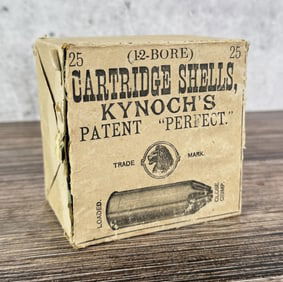 25 (12-BORE) 25
CARTRIDGE SHELLS,
KYNOCH'S
PATENT "PERFECT."
TRADE MARK.
LOADED.
CLOSE
CRIMP.